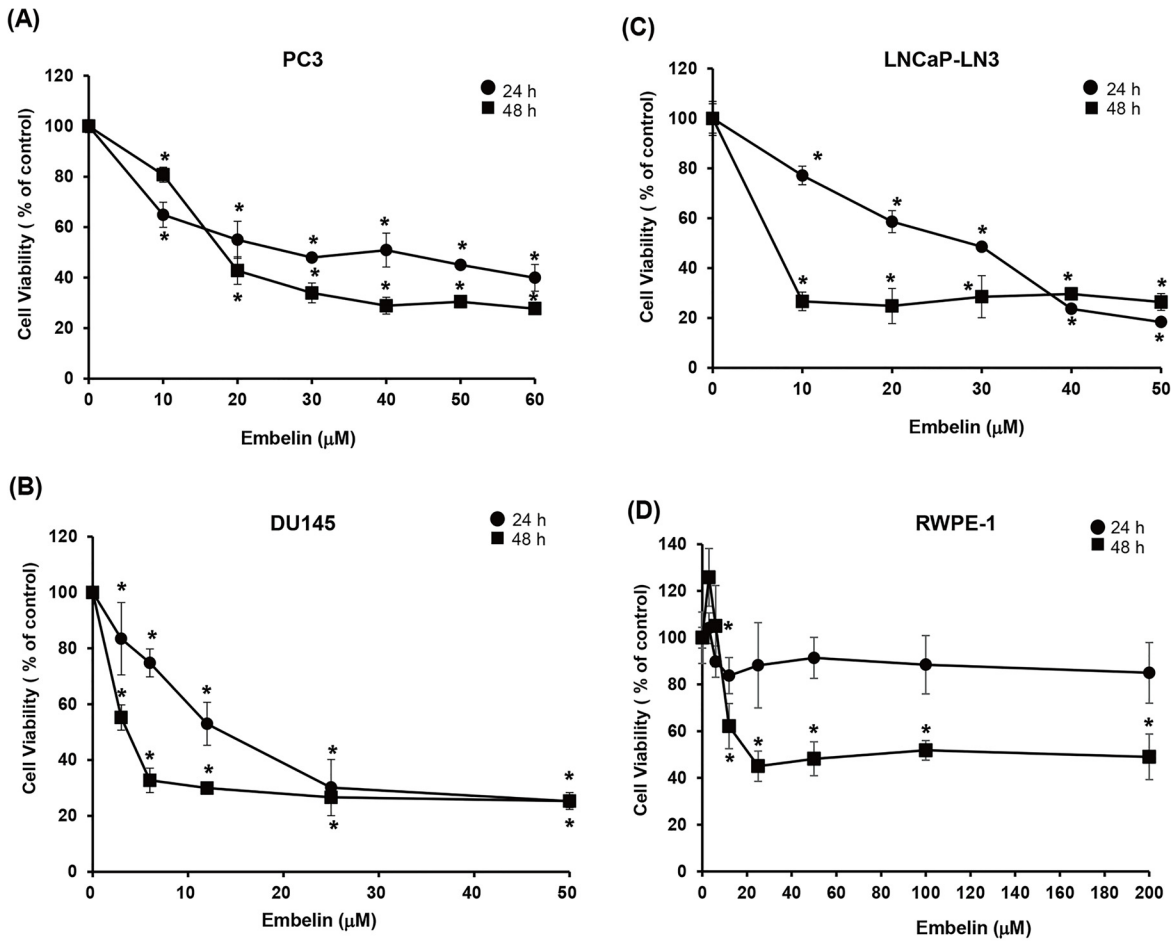 (A)
PC3
24 h
48 h
120
100
80
60
40
20
0
Cell Viability ( % of control)
* * * * * *
* * * * * *
0 10 20 30 40 50 60
Embelin (μM)
(C)
LNCaP-LN3
24 h
48 h
120
100
80
60
40
20
0
Cell Viability ( % of control)
* * * * *
* * * * *
0 10 20 30 40 50
Embelin (μM)
(B)
DU145
24 h
48 h
120
100
80
60
40
20
0
Cell Viability ( % of control)
* * * * *
* * * * *
0 10 20 30 40 50
Embelin (μM)
(D)
RWPE-1
24 h
48 h
140
120
100
80
60
40
20
0
Cell Viability ( % of control)
*
* * * * *
0 20 40 60 80 100 120 140 160 180 200
Embelin (μM)